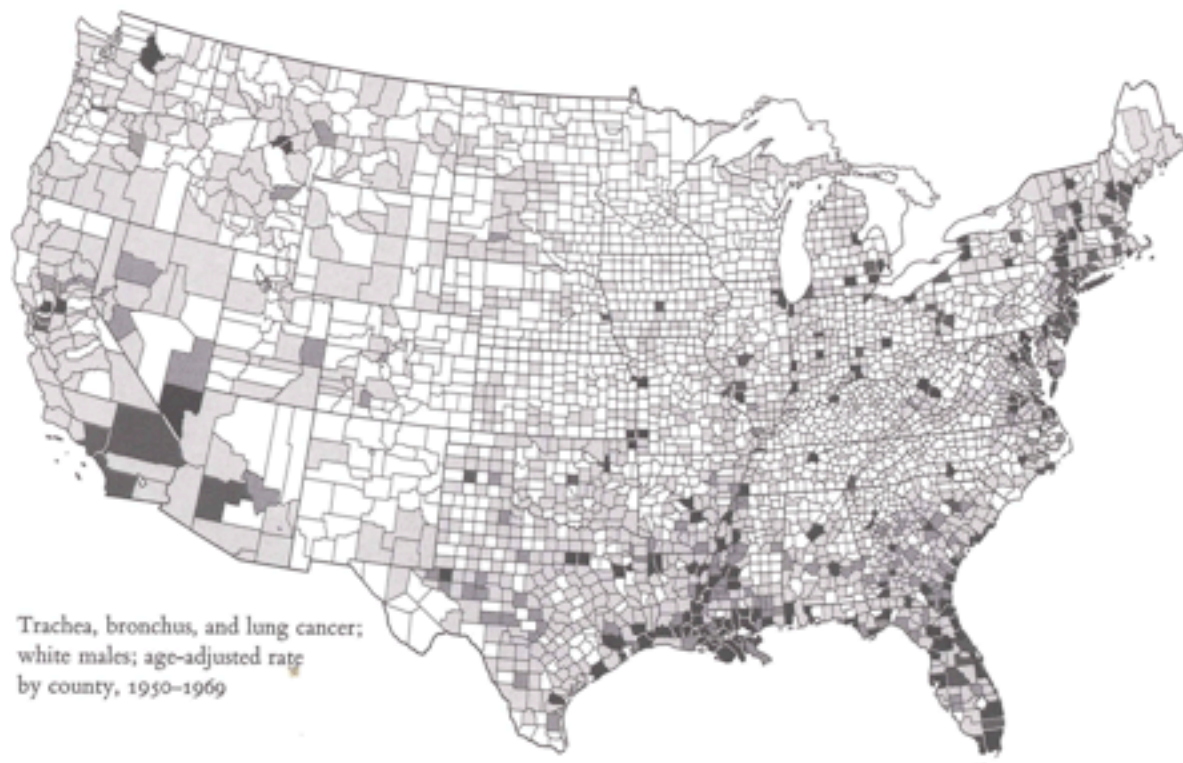 Trachea, bronchus, and lung cancer;
white males; age-adjusted rate
by county, 1950–1969